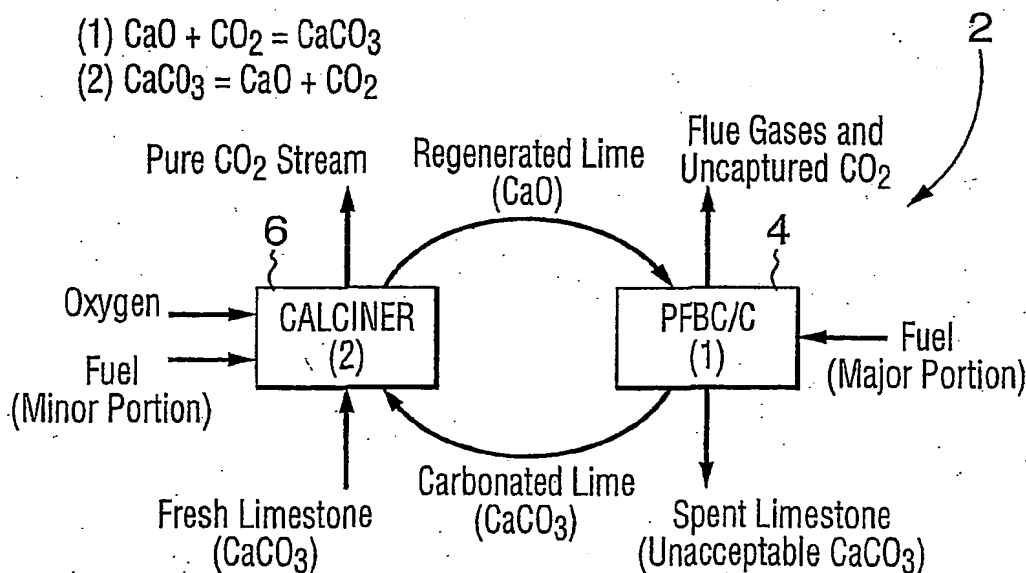 (1) CaO + CO2 = CaCO3
(2) CaCO3 = CaO + CO2
2
Pure CO2 Stream
Regenerated Lime
(CaO)
Flue Gases and
Uncaptured CO2
6
4
Oxygen
CALCINER
(2)
PFBC/C
(1)
Fuel
(Minor Portion)
Fuel
(Major Portion)
Fresh Limestone
(CaCO3)
Carbonated Lime
(CaCO3)
Spent Limestone
(Unacceptable CaCO3)